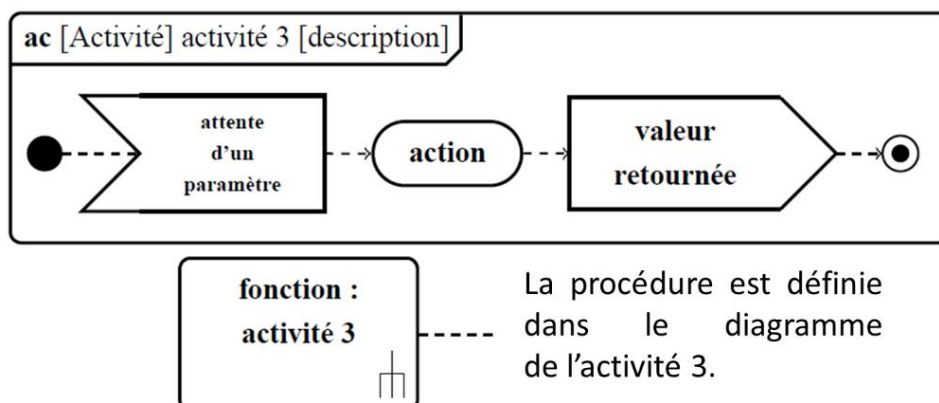 ac [Activité] activité 3 [description]
attente
d'un
paramètre
action
valeur
retournée
fonction :
activité 3
La procédure est définie
dans le diagramme
de l'activité 3.